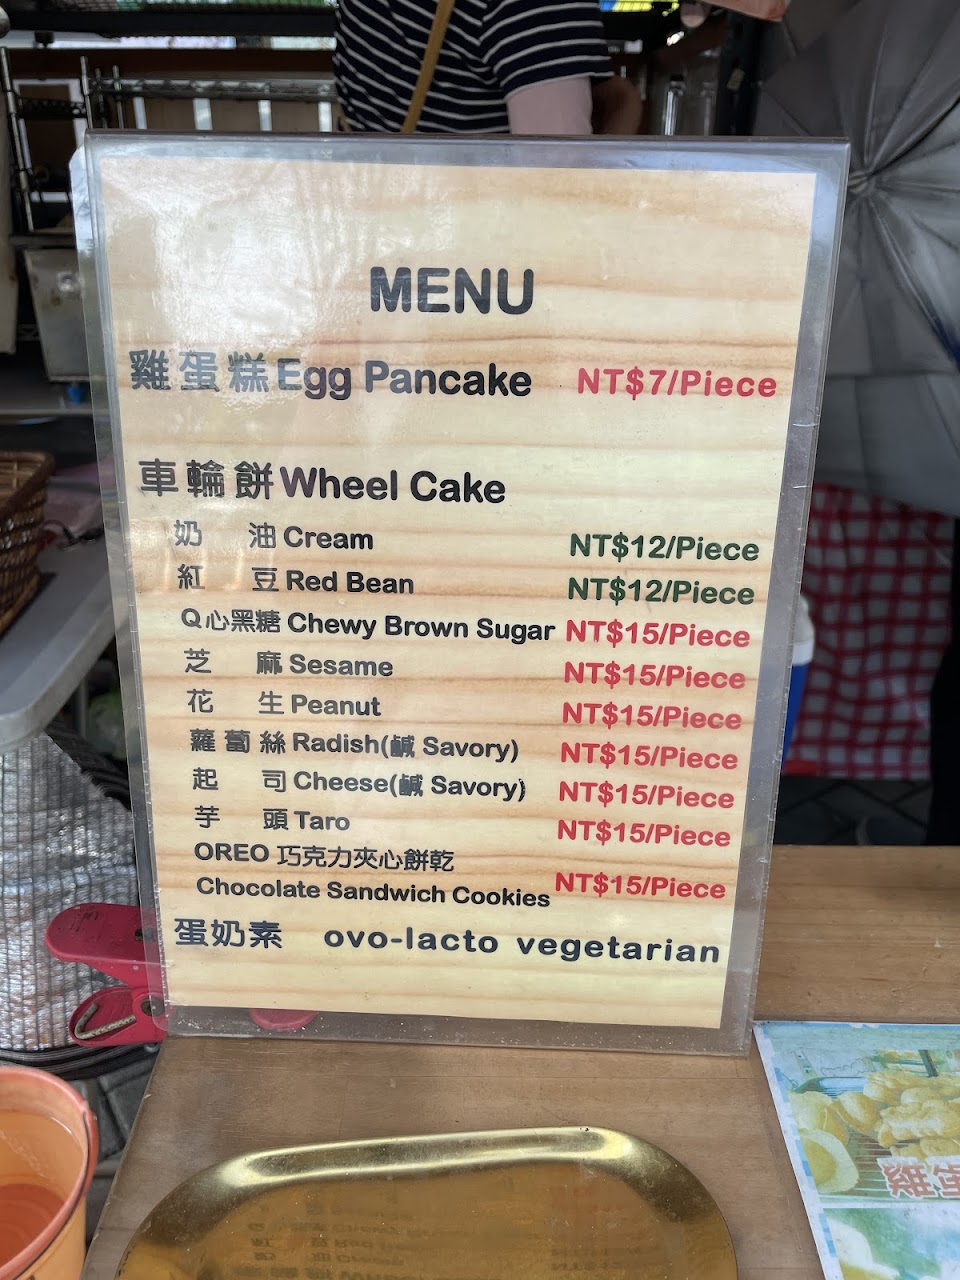 MENU
雞蛋糕 Egg Pancake NT$7/Piece
車輪餅 Wheel Cake
奶油 Cream NT$12/Piece
紅豆 Red Bean NT$12/Piece
Q心黑糖 Chewy Brown Sugar NT$15/Piece
芝麻 Sesame NT$15/Piece
花生 Peanut NT$15/Piece
蘿蔔絲 Radish(鹹 Savory) NT$15/Piece
起司 Cheese(鹹 Savory) NT$15/Piece
芋頭 Taro NT$15/Piece
OREO 巧克力夾心餅乾
Chocolate Sandwich Cookies NT$15/Piece
蛋奶素 ovo-lacto vegetarian
雞蛋